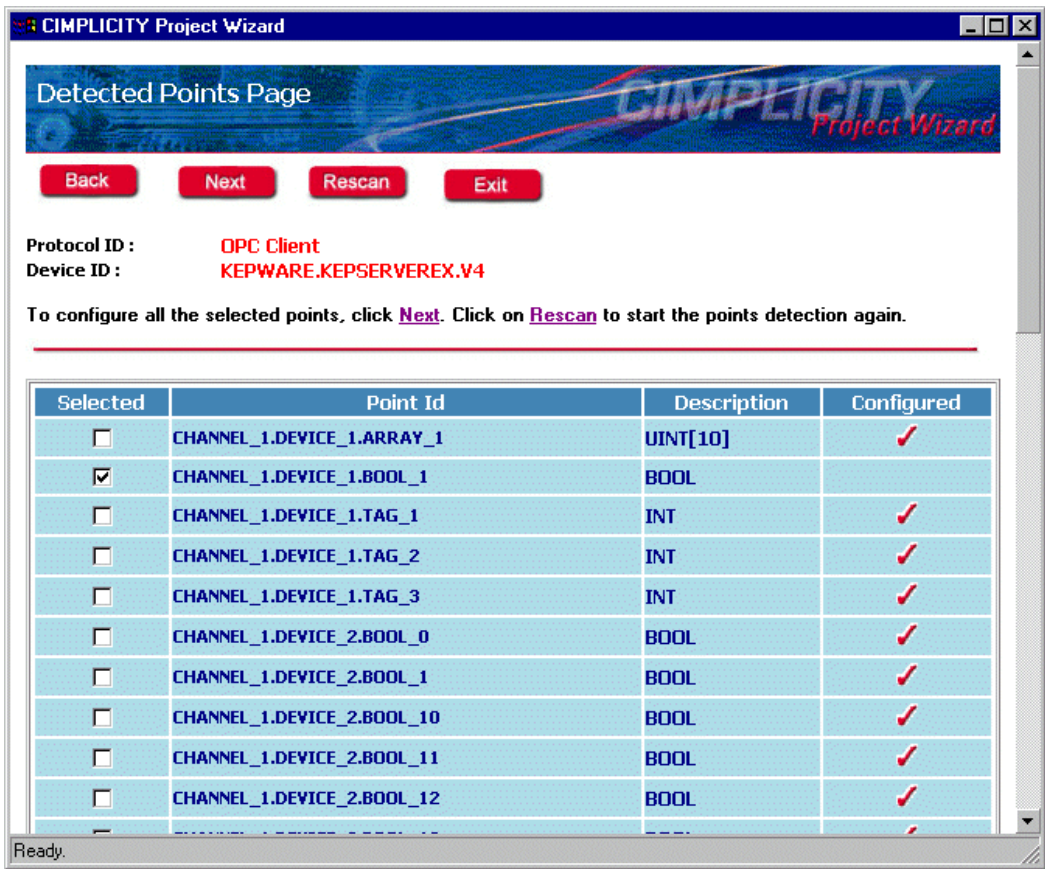 CIMPLICITY Project Wizard
Detected Points Page
CIMPLICITY
Project Wizard
Back Next Rescan Exit
Protocol ID : OPC Client
Device ID : KEPWARE.KEPSERVEREX.V4
To configure all the selected points, click Next. Click on Rescan to start the points detection again.
Selected Point Id Description Configured
CHANNEL_1.DEVICE_1.ARRAY_1 UINT[10]
CHANNEL_1.DEVICE_1.BOOL_1 BOOL
CHANNEL_1.DEVICE_1.TAG_1 INT
CHANNEL_1.DEVICE_1.TAG_2 INT
CHANNEL_1.DEVICE_1.TAG_3 INT
CHANNEL_1.DEVICE_2.BOOL_0 BOOL
CHANNEL_1.DEVICE_2.BOOL_1 BOOL
CHANNEL_1.DEVICE_2.BOOL_10 BOOL
CHANNEL_1.DEVICE_2.BOOL_11 BOOL
CHANNEL_1.DEVICE_2.BOOL_12 BOOL
Ready.